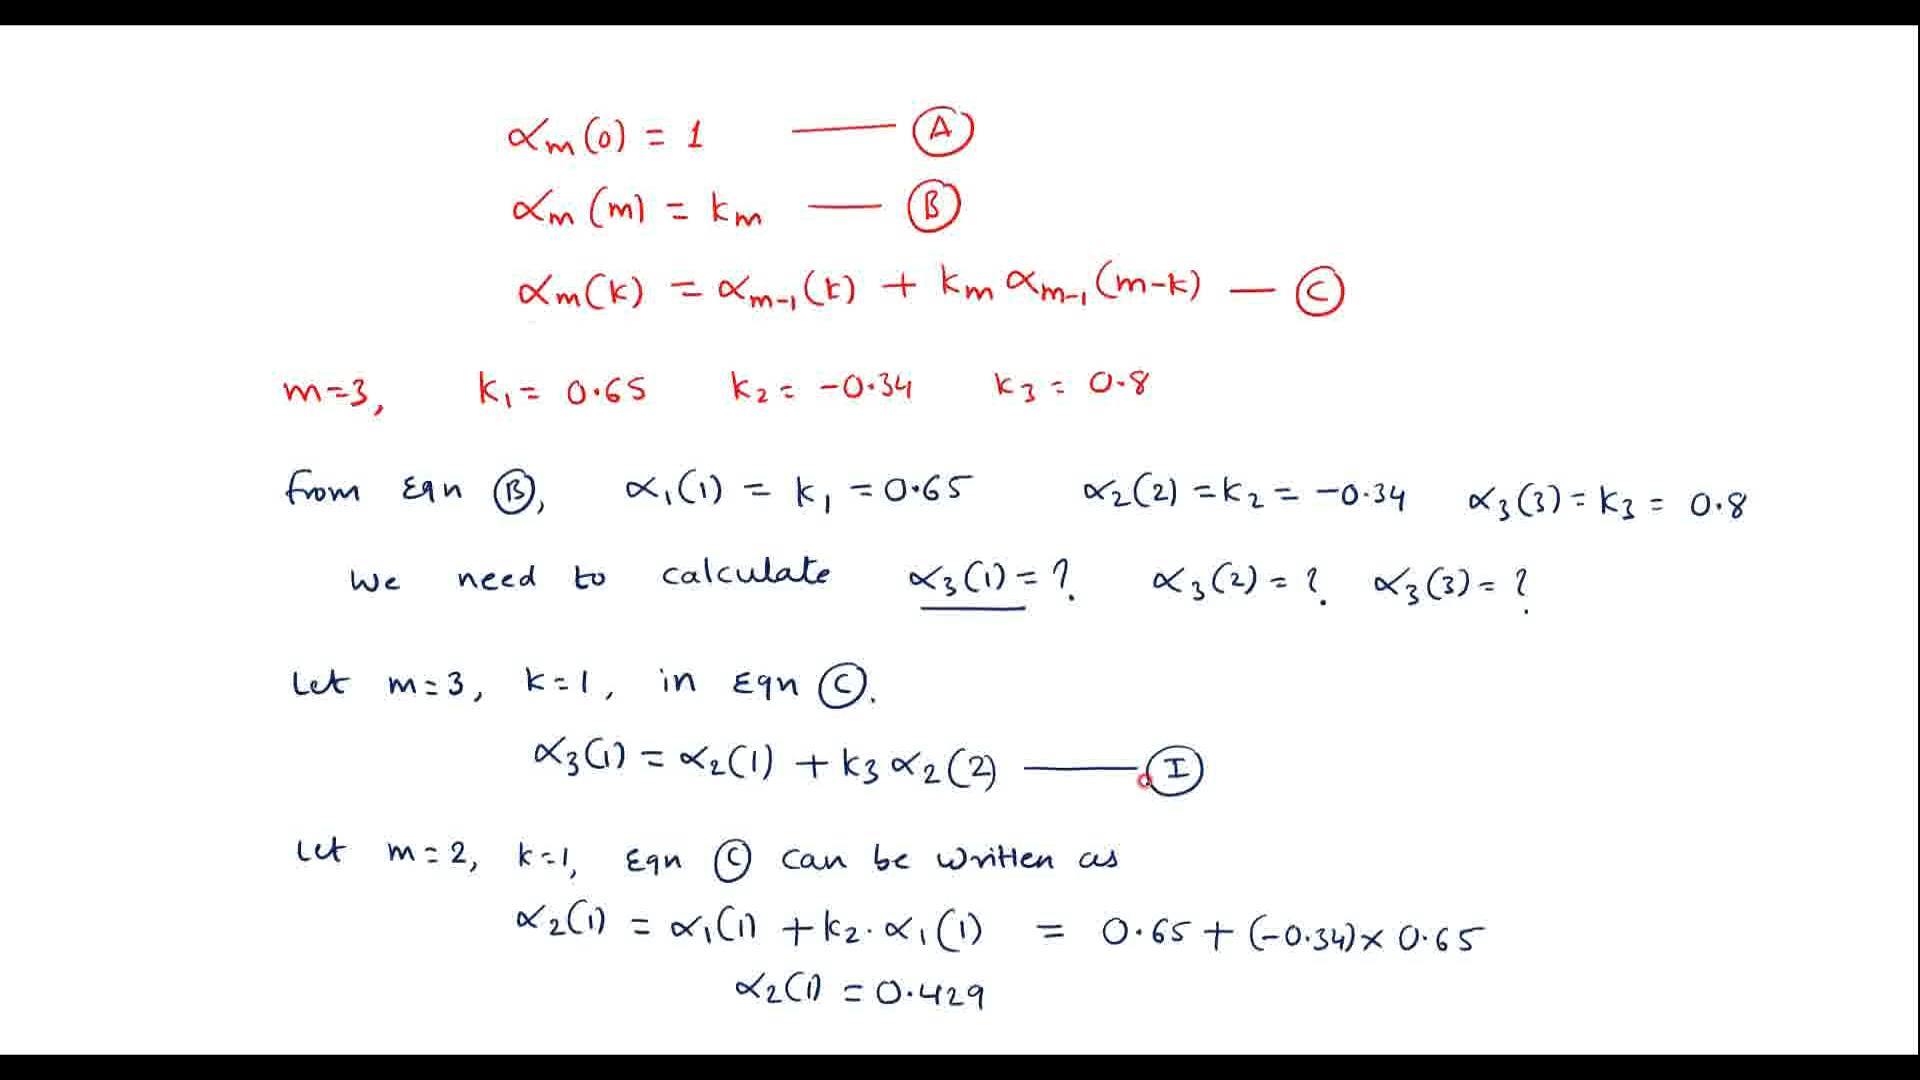 αm(0) = 1 —— Ⓐ
αm(m) = km —— Ⓑ
αm(k) = αm-1(k) + km αm-1(m-k) — Ⓒ
m=3, k1= 0.65 k2= -0.34 k3= 0.8
from Eqn Ⓑ, α1(1) = k1 = 0.65 α2(2) = k2 = -0.34 α3(3) = k3 = 0.8
We need to calculate α3(1) = ? α3(2) = ? α3(3) = ?
Let m=3, k=1, in Eqn Ⓒ.
α3(1) = α2(1) + k3 α2(2) —— Ⓘ
Let m=2, k=1, Eqn Ⓒ can be written as
α2(1) = α1(1) + k2. α1(1) = 0.65 + (-0.34) x 0.65
α2(1) = 0.429